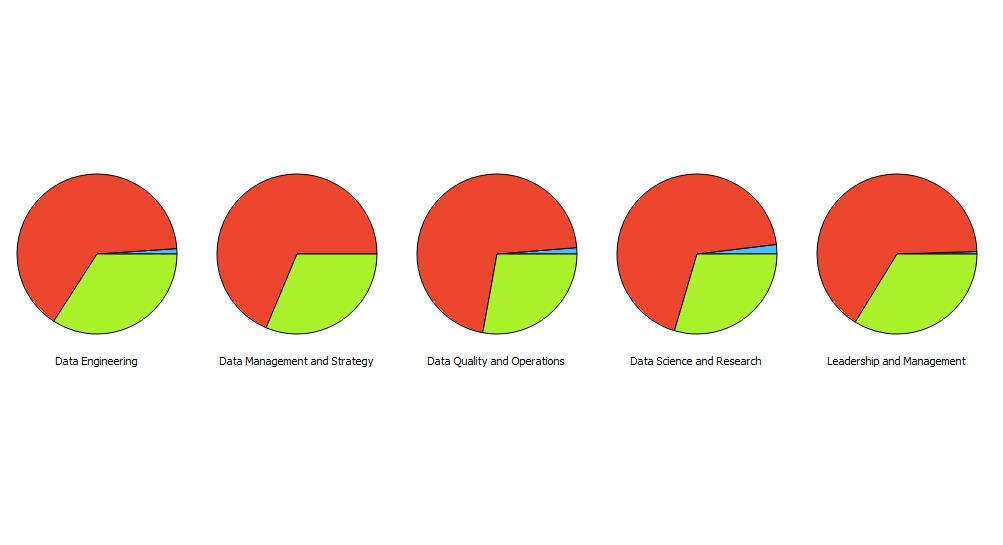 Data Engineering
Data Management and Strategy
Data Quality and Operations
Data Science and Research
Leadership and Management